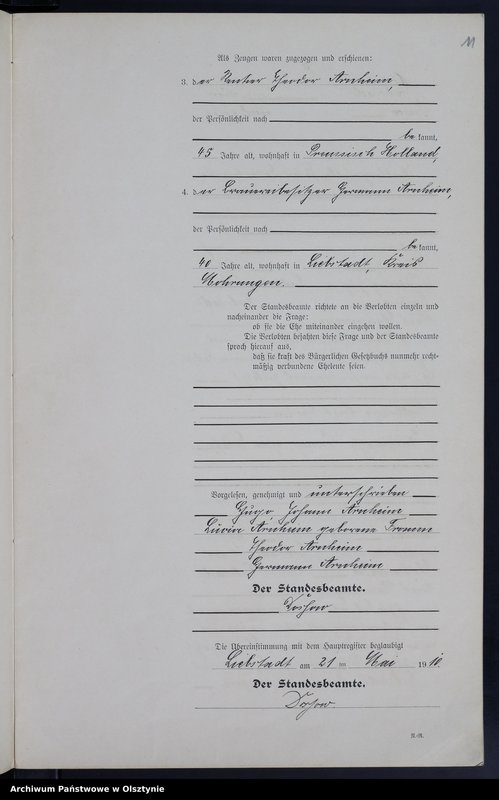 11
Als Zeugen waren zugezogen und erschienen:
3. der Rentier Theodor Arnheim,
der Persönlichkeit nach
bekannt,
45 Jahre alt, wohnhaft in Preussisch Holland,
4. der Brauereibesitzer Hermann Arnheim,
der Persönlichkeit nach
bekannt,
40 Jahre alt, wohnhaft in Liebstadt, Kreis
Mohrungen.
Der Standesbeamte richtete an die Verlobten einzeln und
nacheinander die Frage:
ob sie die Ehe miteinander eingehen wollen.
Die Verlobten bejahten diese Frage und der Standesbeamte
sprach hierauf aus,
daß sie kraft des Bürgerlichen Gesetzbuchs nunmehr recht-
mäßig verbundene Eheleute seien.
Vorgelesen, genehmigt und unterschrieben
Hugo Johann Arnheim
Arnheim geborene
Theodor Arnheim
Hermann Arnheim
Der Standesbeamte.
Die Übereinstimmung mit dem Hauptregister beglaubigt
Liebstadt am 21 ten Mai 1910.
Der Standesbeamte.
Archiwum Państwowe w Olsztynie